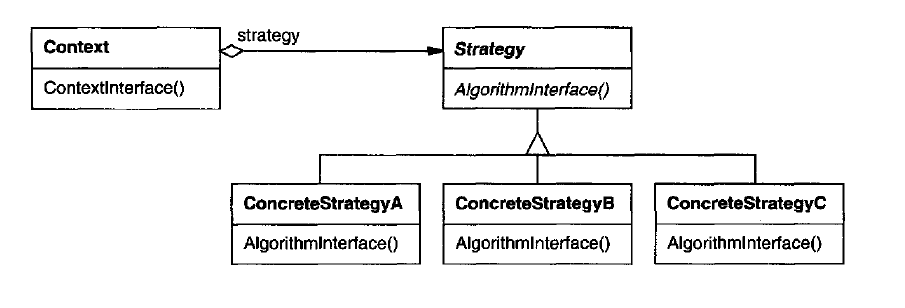 strategy
Context
ContextInterface()
Strategy
AlgorithmInterface()
ConcreteStrategyA
AlgorithmInterface()
ConcreteStrategyB
AlgorithmInterface()
ConcreteStrategyC
AlgorithmInterface()